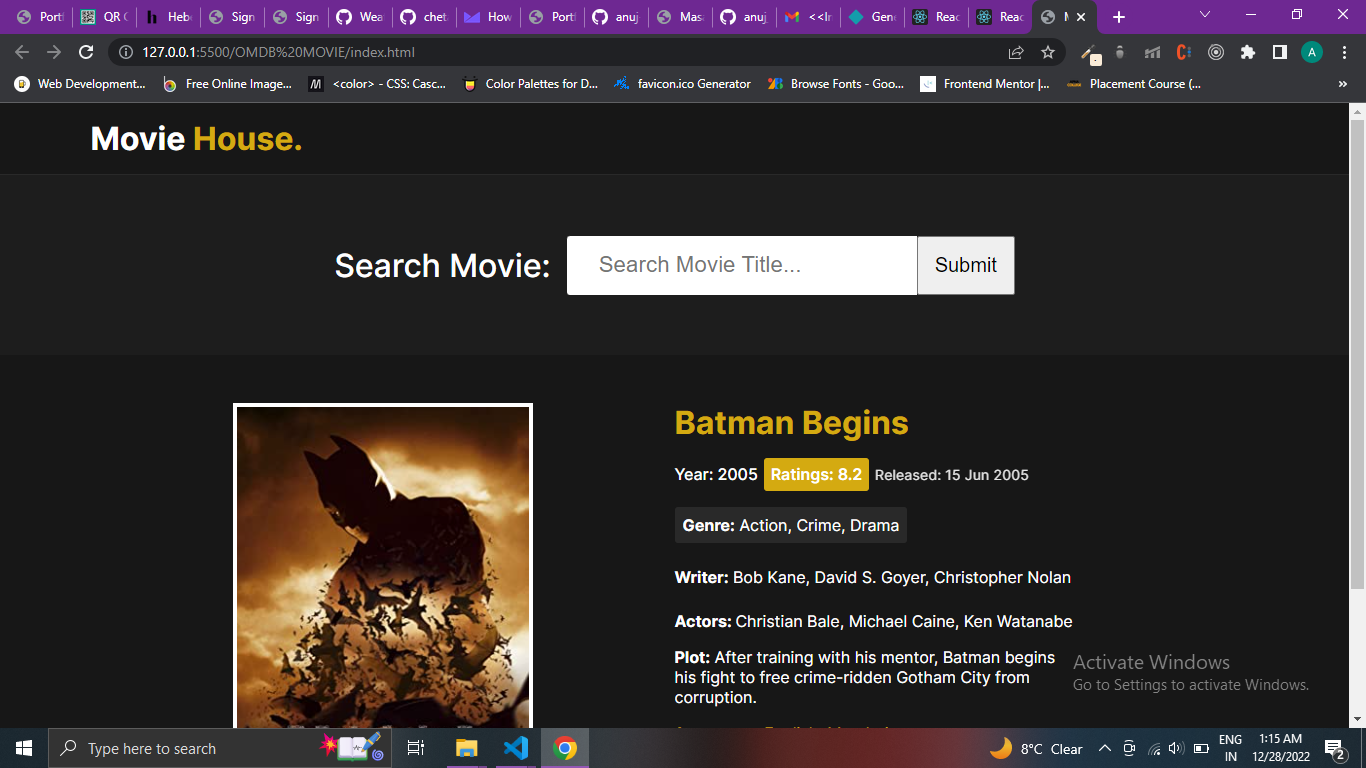 Portf
QR C
Hebe
Sign
Sign
Wea
chet
How
Portf
anuj
Masa
anuj
<<Ir
Gene
Reac
Reac
127.0.0.1:5500/OMDB%20MOVIE/index.html
A
Web Development...
Free Online Image...
<color> - CSS: Casc...
Color Palettes for D...
favicon.ico Generator
Browse Fonts - Goo...
Frontend Mentor |...
Placement Course (...
»
Movie House.
Search Movie: Search Movie Title... Submit
Batman Begins
Year: 2005 Ratings: 8.2 Released: 15 Jun 2005
Genre: Action, Crime, Drama
Writer: Bob Kane, David S. Goyer, Christopher Nolan
Actors: Christian Bale, Michael Caine, Ken Watanabe
Plot: After training with his mentor, Batman begins
his fight to free crime-ridden Gotham City from
corruption.
Activate Windows
Go to Settings to activate Windows.
Type here to search
8°C Clear
ENG
IN
1:15 AM
12/28/2022
2